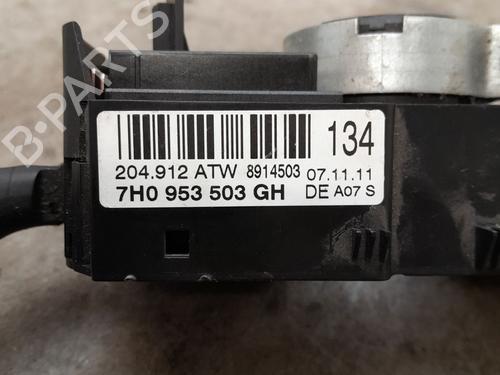 B-PARTS
134
204.912 ATW 8914503 07.11.11
7H0 953 503 GH DE A07 S